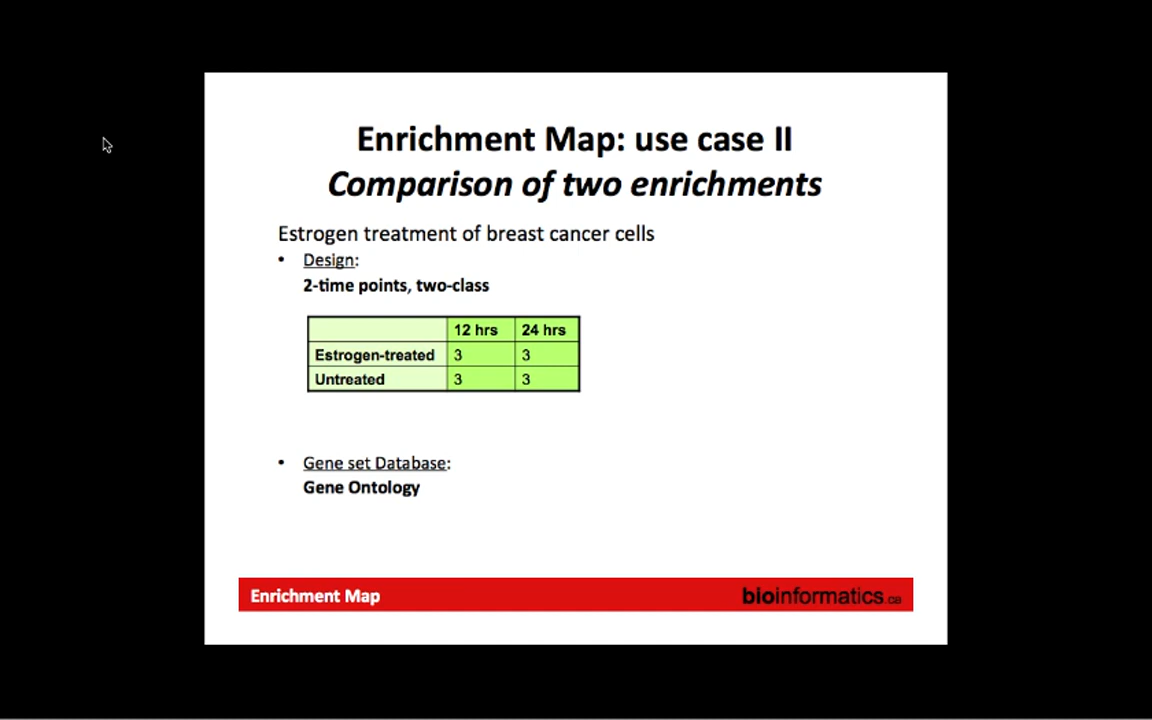 Enrichment Map: use case II
Comparison of two enrichments
Estrogen treatment of breast cancer cells
• Design:
2-time points, two-class
12 hrs 24 hrs
Estrogen-treated 3 3
Untreated 3 3
• Gene set Database:
Gene Ontology
Enrichment Map bioinformatics.ca